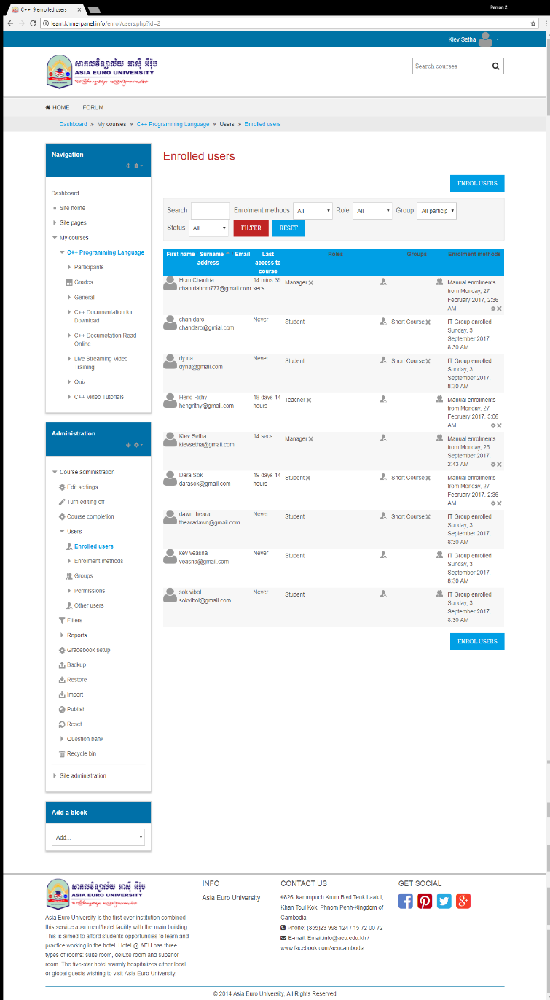 Person 2
C++: 9 enrolled users
learn.khmerpanel.info/enrol/users.php?id=2
Kiev Setha
សាកលវិទ្យាល័យ អាស៊ី អឺរ៉ុប
ASIA EURO UNIVERSITY
Search courses
HOME FORUM
Dashboard » My courses » C++ Programming Language » Users » Enrolled users
Navigation
Dashboard
Site home
Site pages
My courses
C++ Programming Language
Participants
Grades
General
C++ Documentation for
Download
C++ Documetation Read
Online
Live Streaming Video
Training
Quiz
C++ Video Tutorials
Administration
Course administration
Edit settings
Turn editing off
Course completion
Users
Enrolled users
Enrolment methods
Groups
Permissions
Other users
Filters
Reports
Gradebook setup
Backup
Restore
Import
Publish
Reset
Question bank
Recycle bin
Site administration
Add a block
Add...
Enrolled users
ENROL USERS
Search Enrolment methods All Role All Group All particip
Status All FILTER RESET
First name Surname Email address Last access to course Roles Groups Enrolment methods
Hom Chantria
chantriahom777@gmail.com
14 mins 39 secs
Manager
Manual enrolments from Monday, 27 February 2017, 2:36 AM
chan daro
chandaro@gmial.com
Never
Student
Short Course
IT Group enrolled Sunday, 3 September 2017, 8:30 AM
dy na
dyna@gmail.com
Never
Student
Short Course
IT Group enrolled Sunday, 3 September 2017, 8:30 AM
Heng Rithy
hengrithy@gmail.com
18 days 14 hours
Teacher
Manual enrolments from Monday, 27 February 2017, 3:06 AM
Kiev Setha
kievsetha@gmail.com
14 secs
Manager
Manual enrolments from Monday, 25 September 2017, 2:43 AM
Dara Sok
darasok@gmail.com
19 days 14 hours
Student
Short Course
Manual enrolments from Monday, 27 February 2017, 2:36 AM
dawn theara
thearadawn@gmail.com
Never
Student
Short Course
IT Group enrolled Sunday, 3 September 2017, 8:30 AM
kev veasna
veasna@gmail.com
Never
Student
IT Group enrolled Sunday, 3 September 2017, 8:30 AM
sok vibol
sokvibol@gmail.com
Never
Student
IT Group enrolled Sunday, 3 September 2017, 8:30 AM
ENROL USERS
សាកលវិទ្យាល័យ អាស៊ី អឺរ៉ុប
ASIA EURO UNIVERSITY
Asia Euro University is the first ever institution combined
this service apartment/hotel facility with the main building.
This is aimed to afford students opportunities to learn and
practice working in the hotel. Hotel @ AEU has three
types of rooms: suite room, deluxe room and superior
room. The five-star hotel warmly hospitalizes either local
or global guests wishing to visit Asia Euro University.
INFO
Asia Euro University
CONTACT US
#826, kammpuch Krum Blvd Teuk Laak I,
Khan Toul Kok, Phnom Penh-Kingdom of
Cambodia
Phone: (855)23 998 124 / 15 72 00 72
E-mail: Email:info@aeu.edu.kh /
www.facebook.com/aeucambodia
GET SOCIAL
© 2014 Asia Euro University, All Rights Reserved